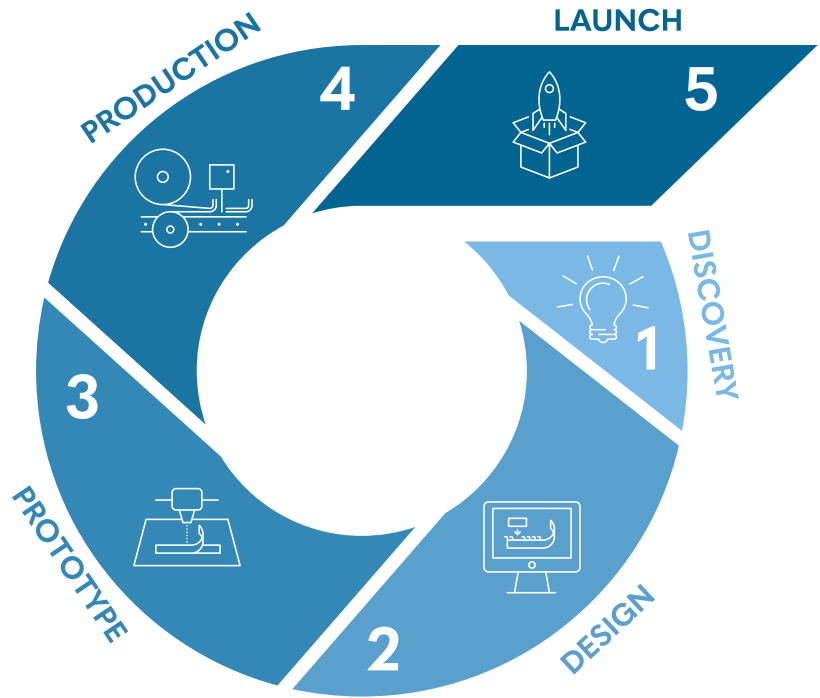 DISCOVERY
1
DESIGN
2
PROTOTYPE
3
PRODUCTION
4
LAUNCH
5